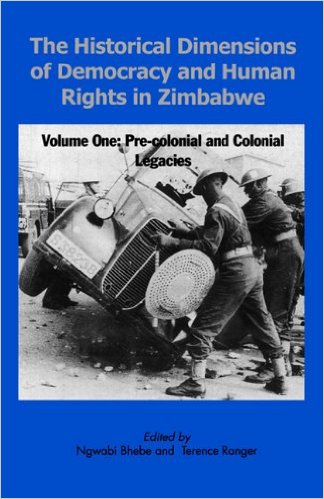 The Historical Dimensions
of Democracy and Human
Rights in Zimbabwe
Volume One: Pre-colonial and Colonial
Legacies
Edited by
Ngwabi Bhebe and Terence Ranger